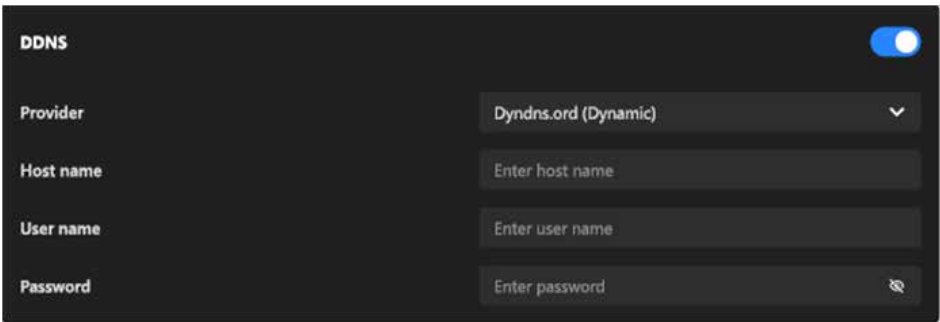 DDNS
Provider Dyndns.ord (Dynamic)
Host name Enter host name
User name Enter user name
Password Enter password